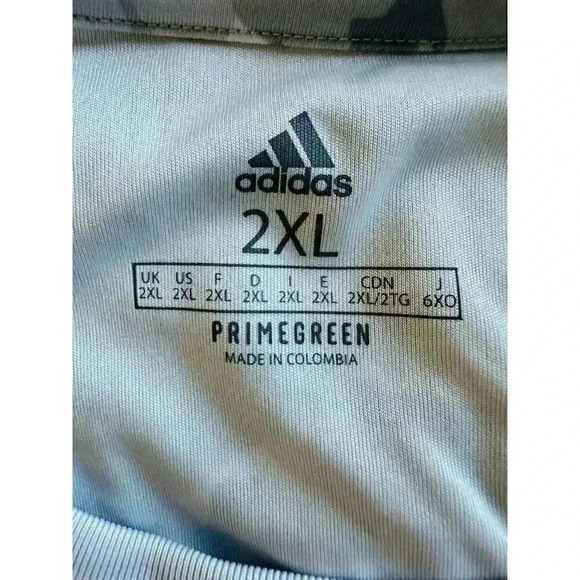 adidas
2XL
UK US F D I E CDN J
2XL 2XL 2XL 2XL 2XL 2XL 2XL/2TG 6XO
PRIMEGREEN
MADE IN COLOMBIA